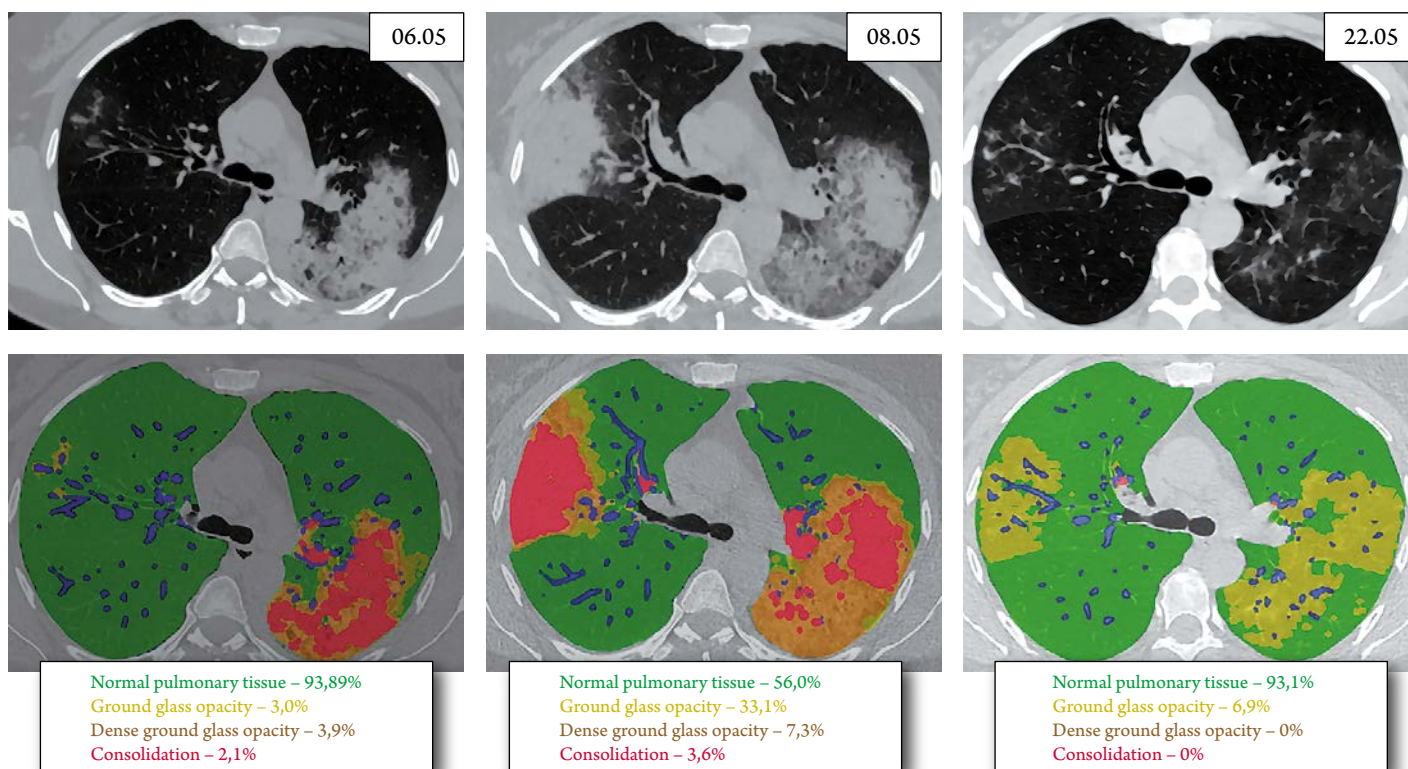 06.05
08.05
22.05
Normal pulmonary tissue – 93,89%
Ground glass opacity – 3,0%
Dense ground glass opacity – 3,9%
Consolidation – 2,1%
Normal pulmonary tissue – 56,0%
Ground glass opacity – 33,1%
Dense ground glass opacity – 7,3%
Consolidation – 3,6%
Normal pulmonary tissue – 93,1%
Ground glass opacity – 6,9%
Dense ground glass opacity – 0%
Consolidation – 0%